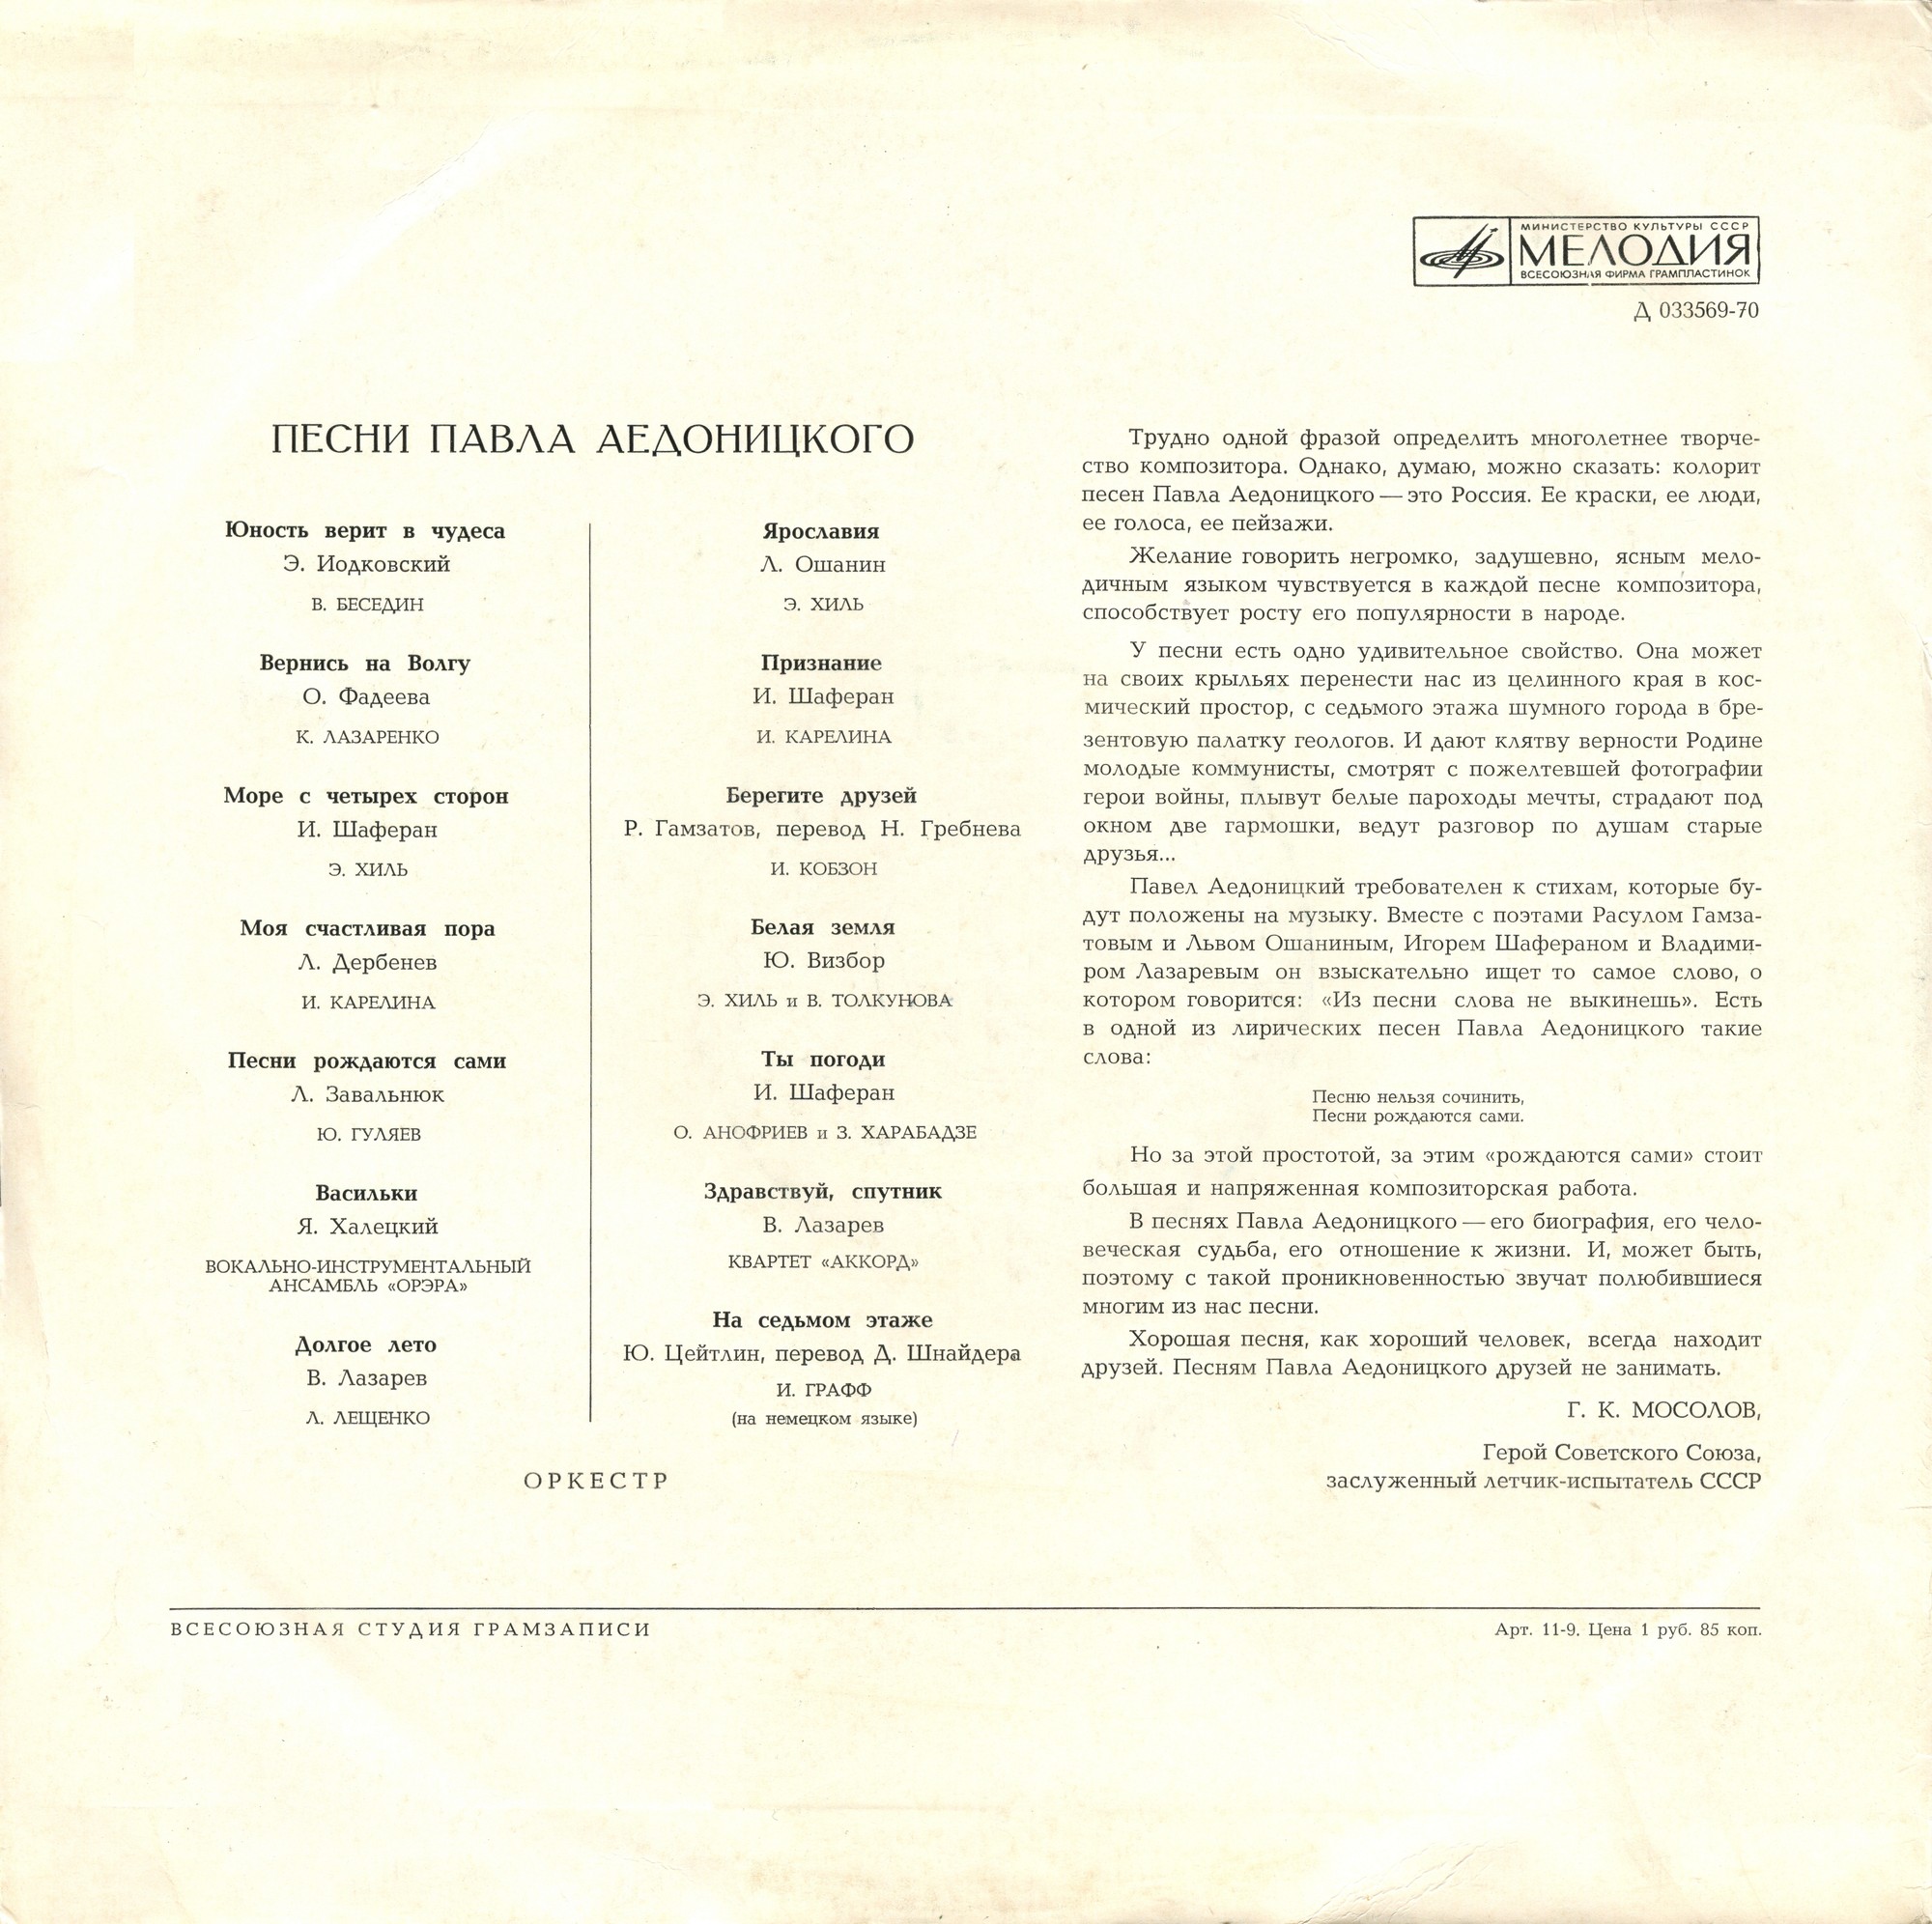 МИНИСТЕРСТВО КУЛЬТУРЫ СССР
МЕЛОДИЯ
ВСЕСОЮЗНАЯ ФИРМА ГРАМПЛАСТИНОК
Д 033569-70
ПЕСНИ ПАВЛА АЕДОНИЦКОГО
Юность верит в чудеса
Э. Иодковский
В. БЕСЕДИН
Вернись на Волгу
О. Фадеева
К. ЛАЗАРЕНКО
Море с четырех сторон
И. Шаферан
Э. ХИЛЬ
Моя счастливая пора
Л. Дербенев
И. КАРЕЛИНА
Песни рождаются сами
Л. Завальнюк
Ю. ГУЛЯЕВ
Васильки
Я. Халецкий
ВОКАЛЬНО-ИНСТРУМЕНТАЛЬНЫЙ
АНСАМБЛЬ «ОРЭРА»
Долгое лето
В. Лазарев
Л. ЛЕЩЕНКО
Ярославия
Л. Ошанин
Э. ХИЛЬ
Признание
И. Шаферан
И. КАРЕЛИНА
Берегите друзей
Р. Гамзатов, перевод Н. Гребнева
И. КОБЗОН
Белая земля
Ю. Визбор
Э. ХИЛЬ и В. ТОЛКУНОВА
Ты погоди
И. Шаферан
О. АНОФРИЕВ и З. ХАРАБАДЗЕ
Здравствуй, спутник
В. Лазарев
КВАРТЕТ «АККОРД»
На седьмом этаже
Ю. Цейтлин, перевод Д. Шнайдера
И. ГРАФФ
(на немецком языке)
ОРКЕСТР
Трудно одной фразой определить многолетнее творче-
ство композитора. Однако, думаю, можно сказать: колорит
песен Павла Аедоницкого — это Россия. Ее краски, ее люди,
ее голоса, ее пейзажи.
Желание говорить негромко, задушевно, ясным мело-
дичным языком чувствуется в каждой песне композитора,
способствует росту его популярности в народе.
У песни есть одно удивительное свойство. Она может
на своих крыльях перенести нас из целинного края в кос-
мический простор, с седьмого этажа шумного города в бре-
зентовую палатку геологов. И дают клятву верности Родине
молодые коммунисты, смотрят с пожелтевшей фотографии
герои войны, плывут белые пароходы мечты, страдают под
окном две гармошки, ведут разговор по душам старые
друзья...
Павел Аедоницкий требователен к стихам, которые бу-
дут положены на музыку. Вместе с поэтами Расулом Гамза-
товым и Львом Ошаниным, Игорем Шафераном и Владими-
ром Лазаревым он взыскательно ищет то самое слово, о
котором говорится: «Из песни слова не выкинешь». Есть
в одной из лирических песен Павла Аедоницкого такие
слова:
Песню нельзя сочинить,
Песни рождаются сами.
Но за этой простотой, за этим «рождаются сами» стоит
большая и напряженная композиторская работа.
В песнях Павла Аедоницкого — его биография, его чело-
веческая судьба, его отношение к жизни. И, может быть,
поэтому с такой проникновенностью звучат полюбившиеся
многим из нас песни.
Хорошая песня, как хороший человек, всегда находит
друзей. Песням Павла Аедоницкого друзей не занимать.
Г. К. МОСОЛОВ,
Герой Советского Союза,
заслуженный летчик-испытатель СССР
ВСЕСОЮЗНАЯ СТУДИЯ ГРАМЗАПИСИ
Арт. 11-9. Цена 1 руб. 85 коп.